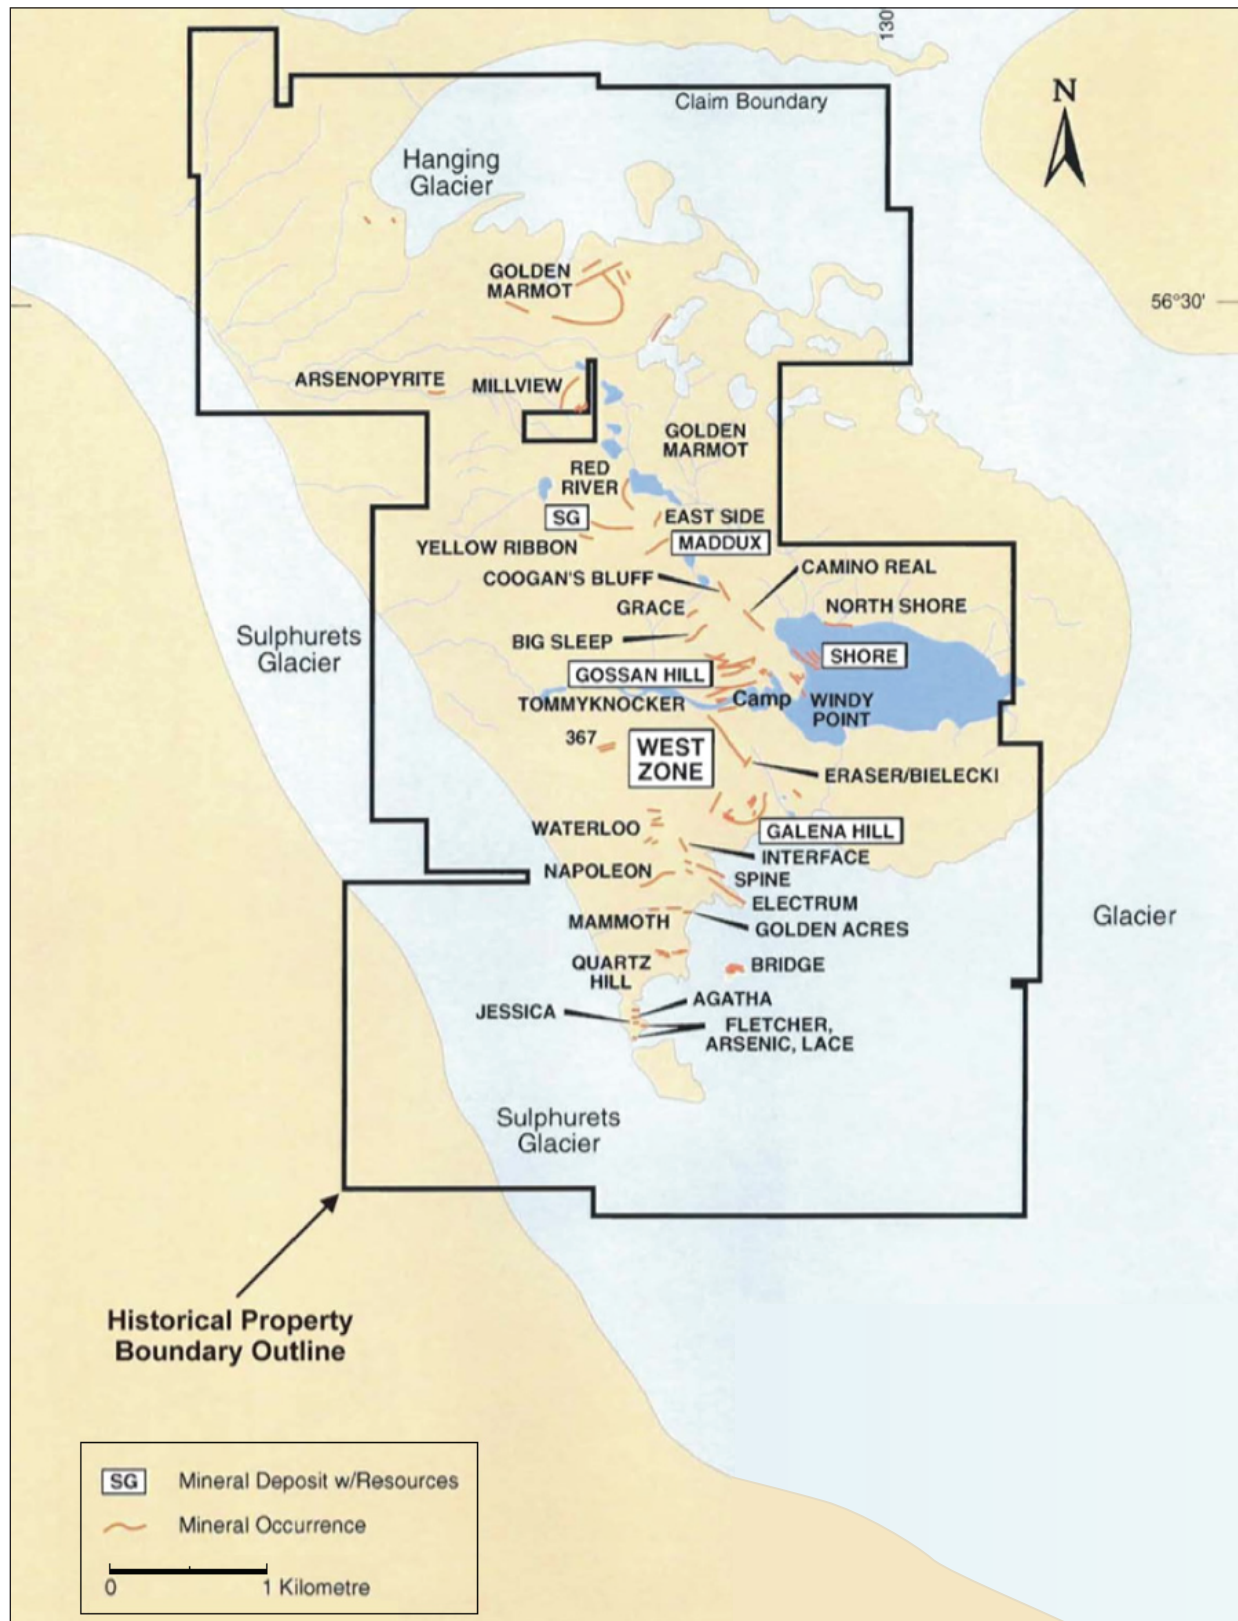 130
Claim Boundary
N
Hanging
Glacier
GOLDEN
MARMOT
56°30'
ARSENOPYRITE
MILLVIEW
GOLDEN
MARMOT
RED
RIVER
SG
EAST SIDE
YELLOW RIBBON
MADDUX
COOGAN'S BLUFF
CAMINO REAL
GRACE
NORTH SHORE
Sulphurets
Glacier
BIG SLEEP
SHORE
GOSSAN HILL
TOMMYKNOCKER
Camp
WINDY
POINT
367
WEST
ZONE
ERASER/BIELECKI
WATERLOO
GALENA HILL
INTERFACE
NAPOLEON
SPINE
ELECTRUM
MAMMOTH
GOLDEN ACRES
Glacier
QUARTZ
HILL
BRIDGE
JESSICA
AGATHA
FLETCHER,
ARSENIC, LACE
Sulphurets
Glacier
Historical Property
Boundary Outline
SG Mineral Deposit w/Resources
Mineral Occurrence
0 1 Kilometre